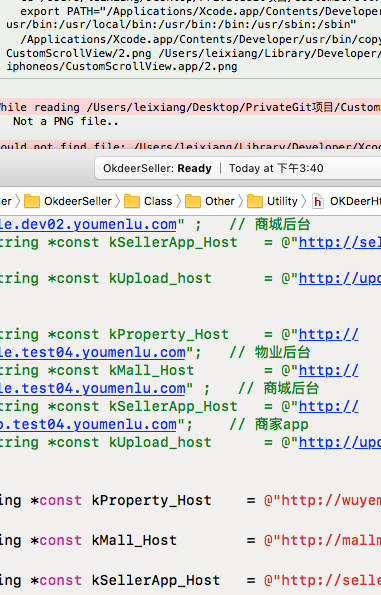 export PATH="/Applications/Xcode.app/Contents/Developer
usr/bin:/usr/local/bin:/usr/bin:/bin:/usr/sbin:/sbin"
/Applications/Xcode.app/Contents/Developer/usr/bin/copy
CustomScrollView/2.png /Users/leixiang/Library/Developer/
iphoneos/CustomScrollView.app/2.png
While reading /Users/leixiang/Desktop/PrivateGit项目/Custom
Not a PNG file..
ould not find file: /Users/leixiang/Library/Developer/Xcod
OkdeerSeller: Ready | Today at 下午3:40
ler OkdeerSeller Class Other Utility h OKDeerHt
le.dev02.youmenlu.com" ; // 商城后台
tring *const kSellerApp_Host = @"http://sel
tring *const kUpload_host = @"http://upd
tring *const kProperty_Host = @"http://
le.test04.youmenlu.com"; // 物业后台
tring *const kMall_Host = @"http://
le.test04.youmenlu.com" ; // 商城后台
tring *const kSellerApp_Host = @"http://
p.test04.youmenlu.com"; // 商家app
tring *const kUpload_host = @"http://upd
ing *const kProperty_Host = @"http://wuyem
ing *const kMall_Host = @"http://mallm
ing *const kSellerApp_Host = @"http://selle